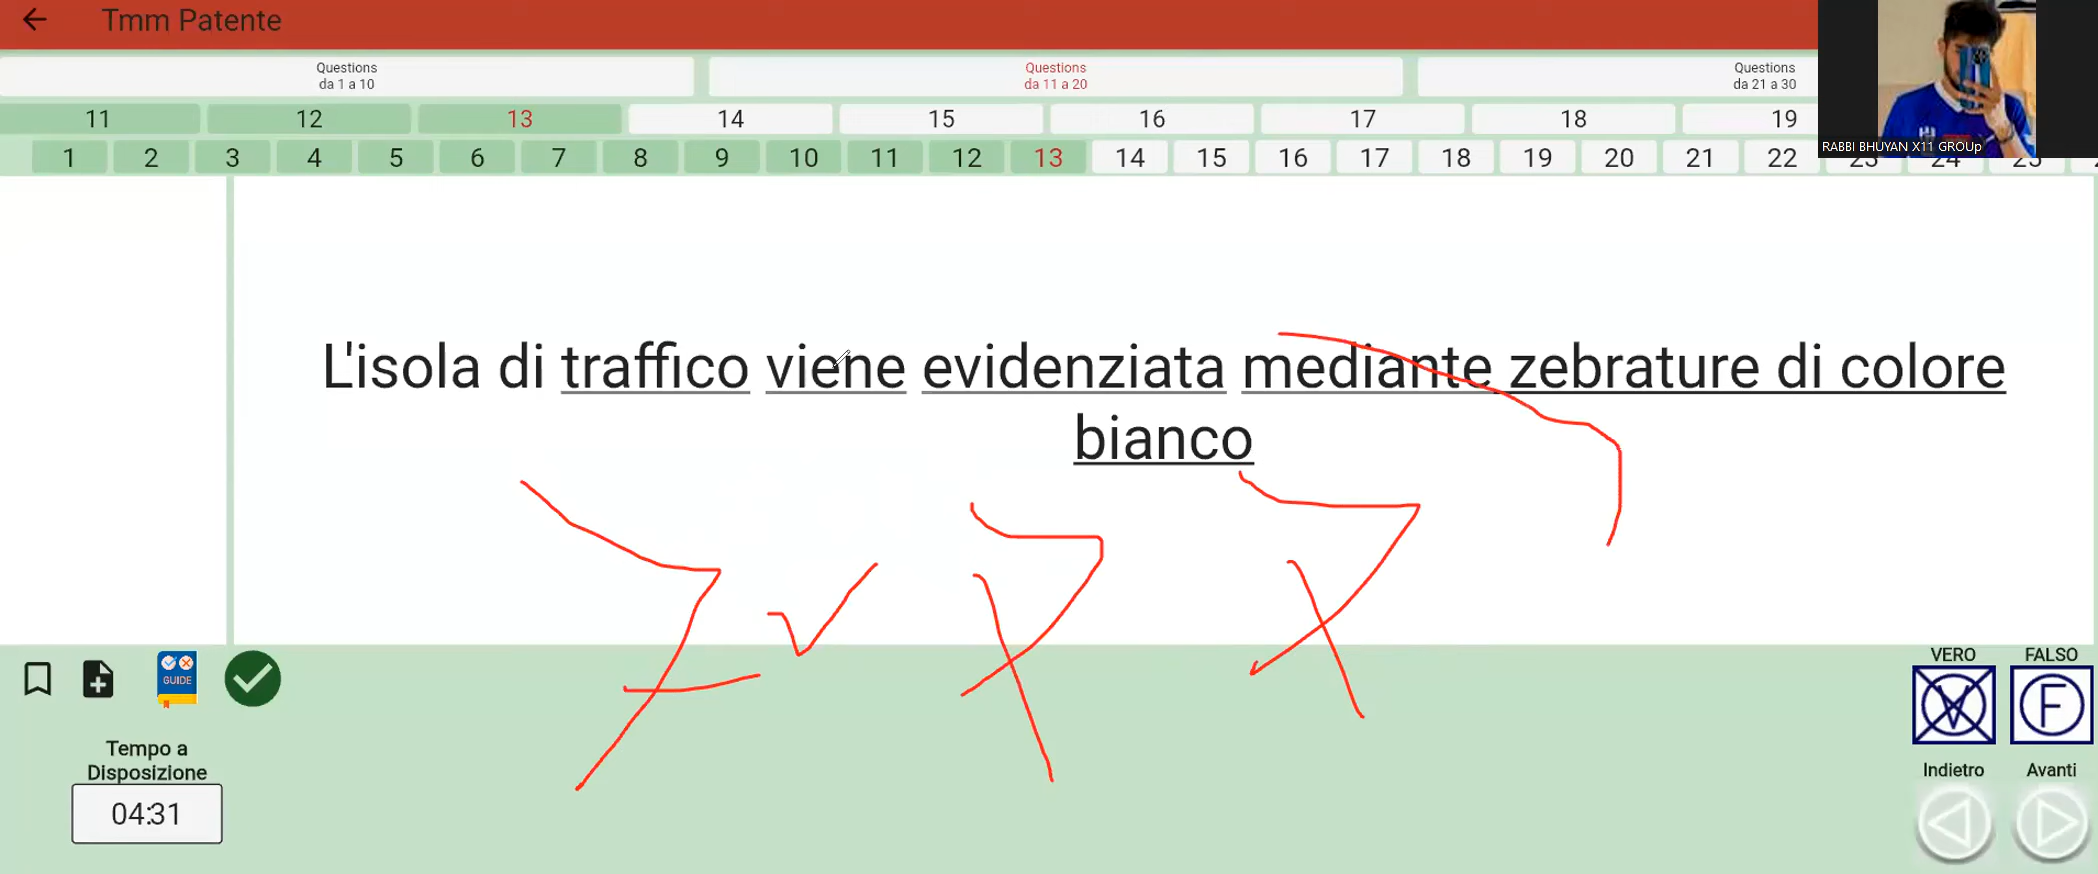 Tmm Patente
Questions
da 1 a 10
Questions
da 11 a 20
Questions
da 21 a 30
11 12 13 14 15 16 17 18 19
1 2 3 4 5 6 7 8 9 10 11 12 13 14 15 16 17 18 19 20 21 22 23 24 25
RABBI BHUYAN X11 GROUp
L'isola di traffico viene evidenziata mediante zebrature di colore
bianco
GUIDE
VERO FALSO
V F
Tempo a
Disposizione
04:31
Indietro Avanti